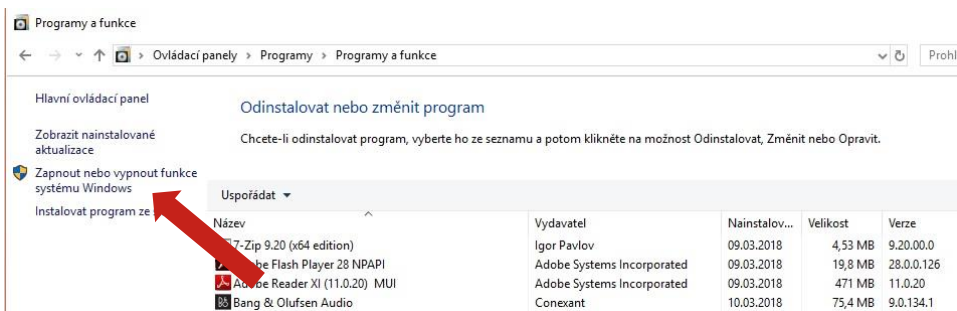 Programy a funkce
Ovládací panely > Programy > Programy a funkce
Prohl
Hlavní ovládací panel
Zobrazit nainstalované
aktualizace
Zapnout nebo vypnout funkce
systému Windows
Instalovat program ze
Odinstalovat nebo změnit program
Chcete-li odinstalovat program, vyberte ho ze seznamu a potom klikněte na možnost Odinstalovat, Změnit nebo Opravit.
Uspořádat
Název Vydavatel Nainstalov... Velikost Verze
7-Zip 9.20 (x64 edition) Igor Pavlov 09.03.2018 4,53 MB 9.20.00.0
be Flash Player 28 NPAPI Adobe Systems Incorporated 09.03.2018 19,8 MB 28.0.0.126
Adobe Reader XI (11.0.20) MUI Adobe Systems Incorporated 09.03.2018 471 MB 11.0.20
Bang & Olufsen Audio Conexant 10.03.2018 75,4 MB 9.0.134.1